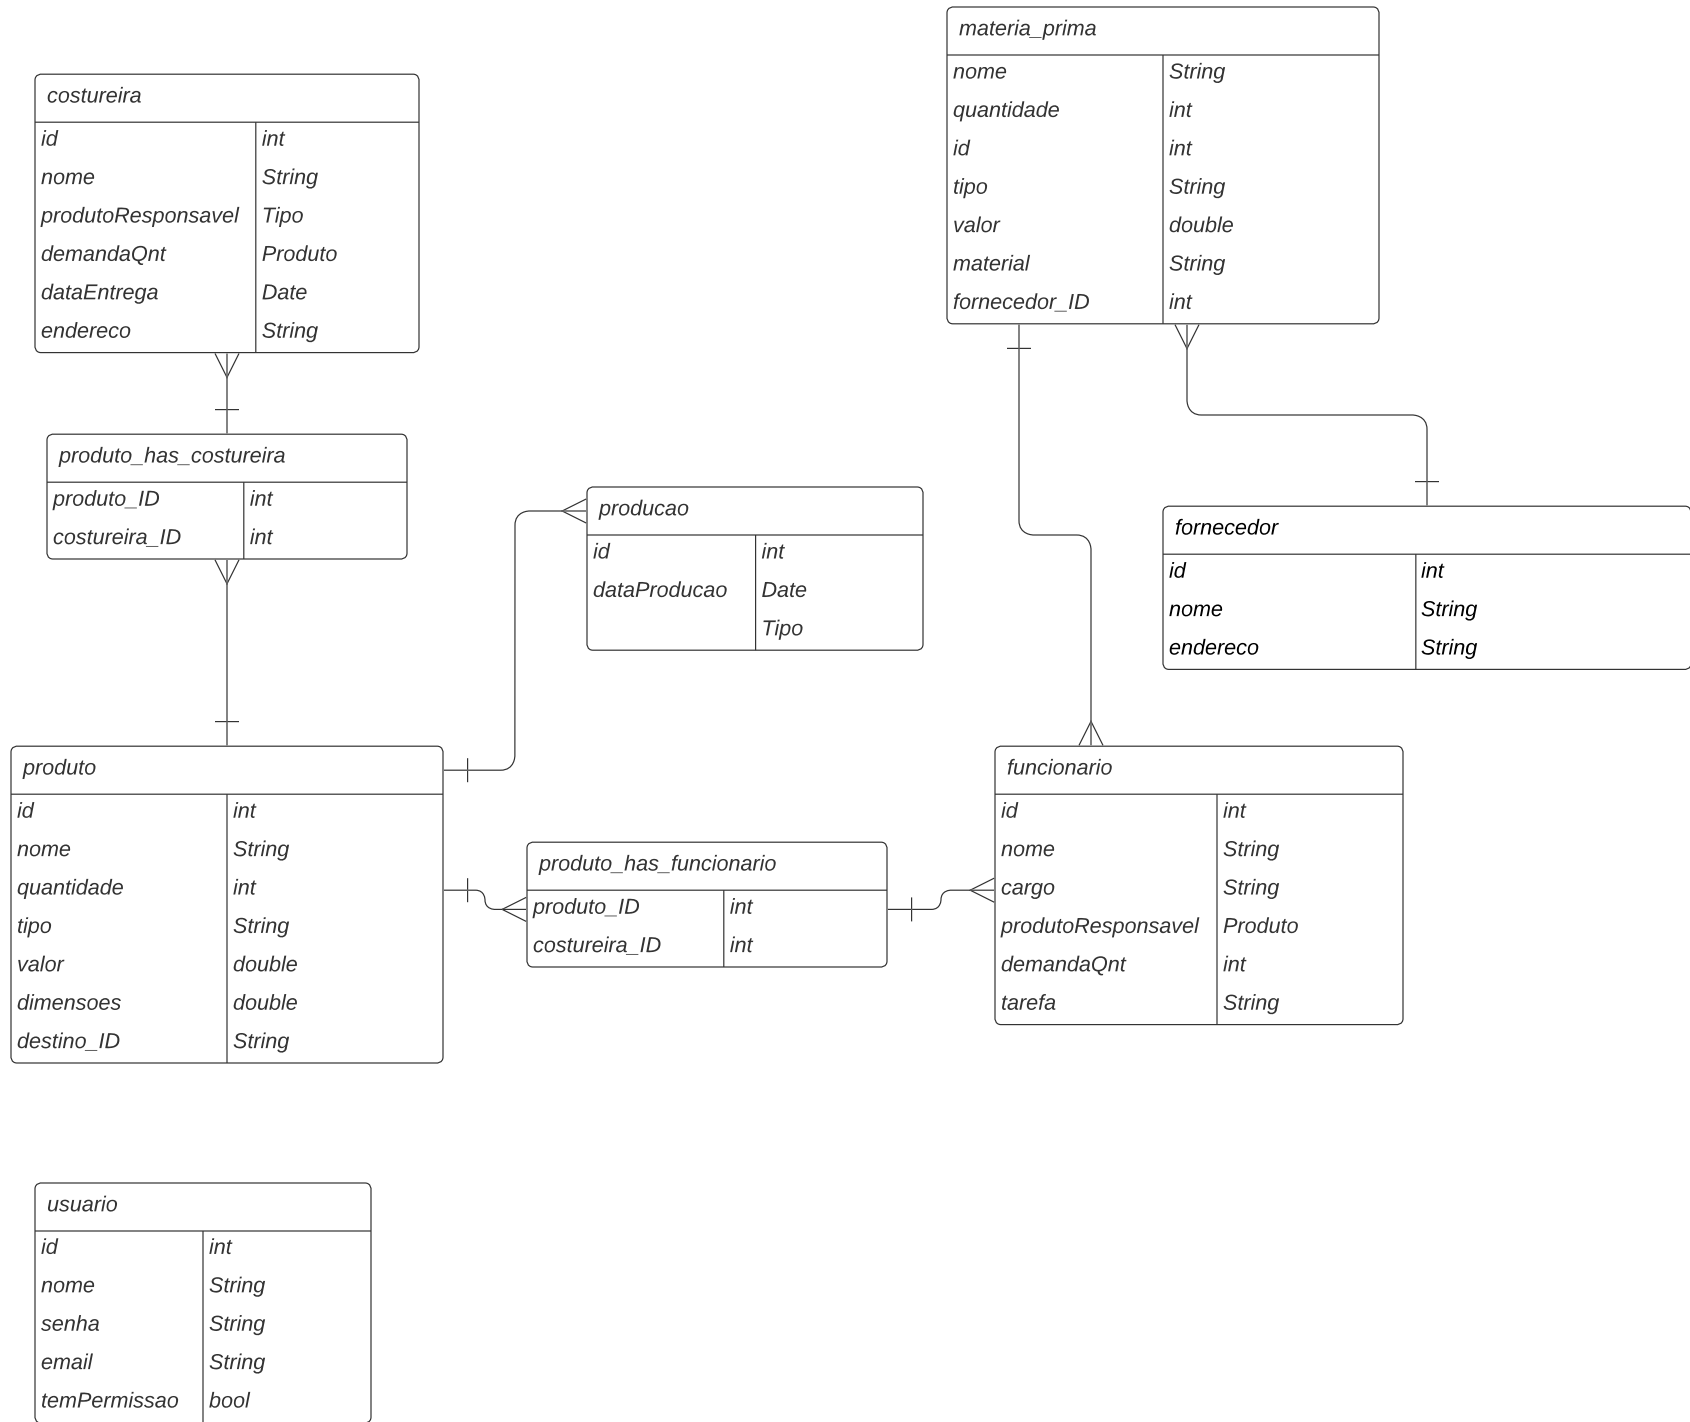 materia_prima
nome String
quantidade int
id int
tipo String
valor double
material String
fornecedor_ID int
costureira
id int
nome String
produtoResponsavel Tipo
demandaQnt Produto
dataEntrega Date
endereco String
produto_has_costureira
produto_ID int
costureira_ID int
producao
id int
dataProducao Date
Tipo
fornecedor
id int
nome String
endereco String
produto
id int
nome String
quantidade int
tipo String
valor double
dimensoes double
destino_ID String
produto_has_funcionario
produto_ID int
costureira_ID int
funcionario
id int
nome String
cargo String
produtoResponsavel Produto
demandaQnt int
tarefa String
usuario
id int
nome String
senha String
email String
temPermissao bool